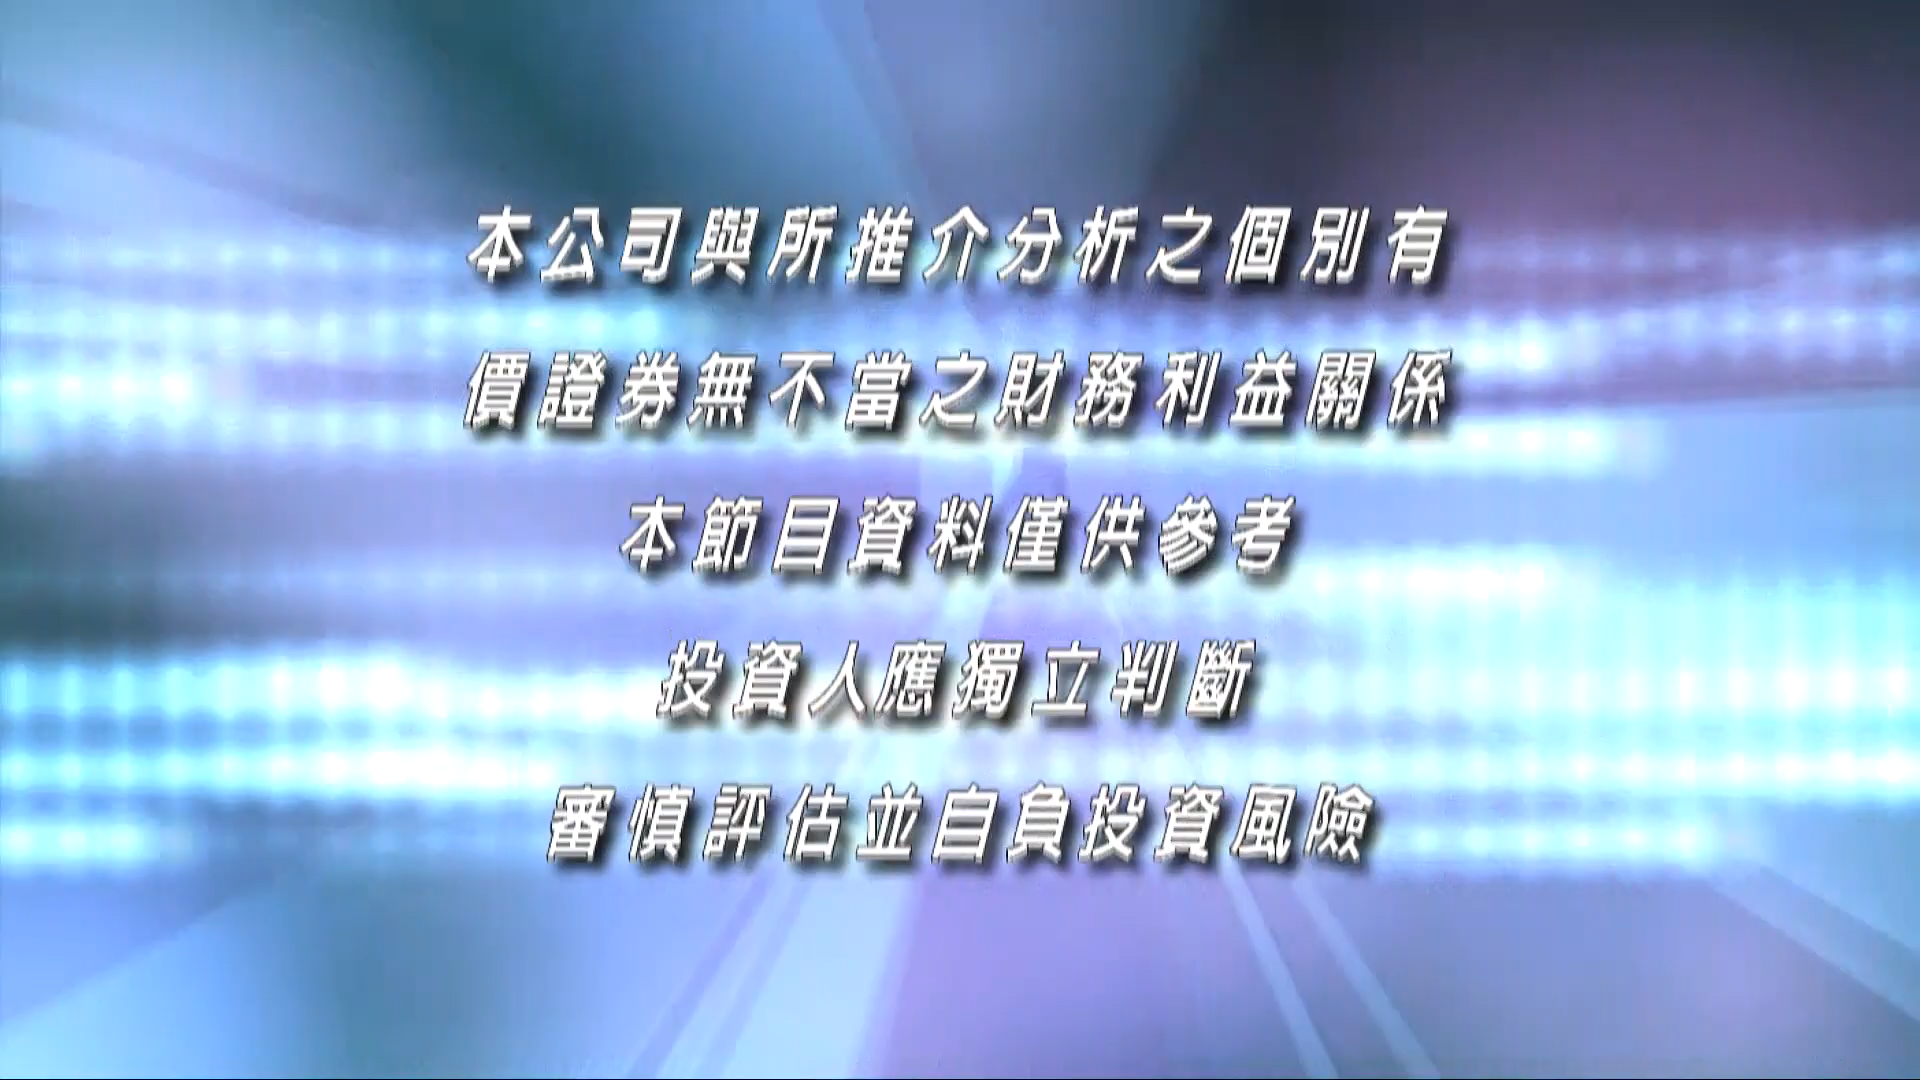 本公司與所推介分析之個別有
價證券無不當之財務利益關係
本節目資料僅供參考
投資人應獨立判斷
審慎評估並自負投資風險